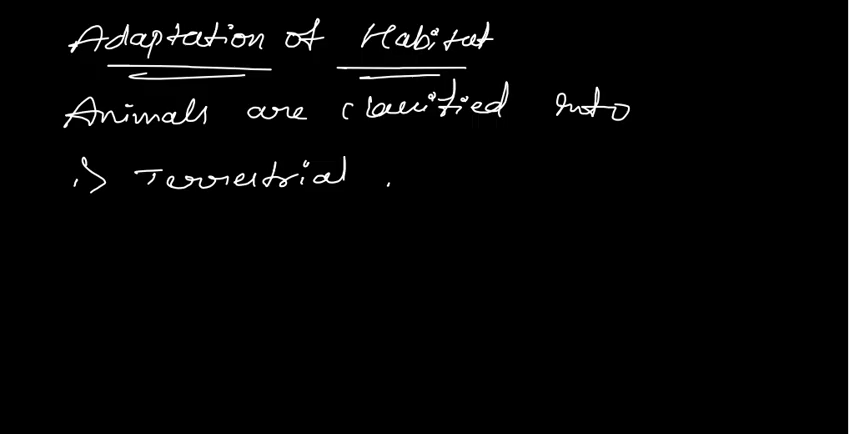 Adaptation of Habitat
Animals are classified into
i> Terrestrial .